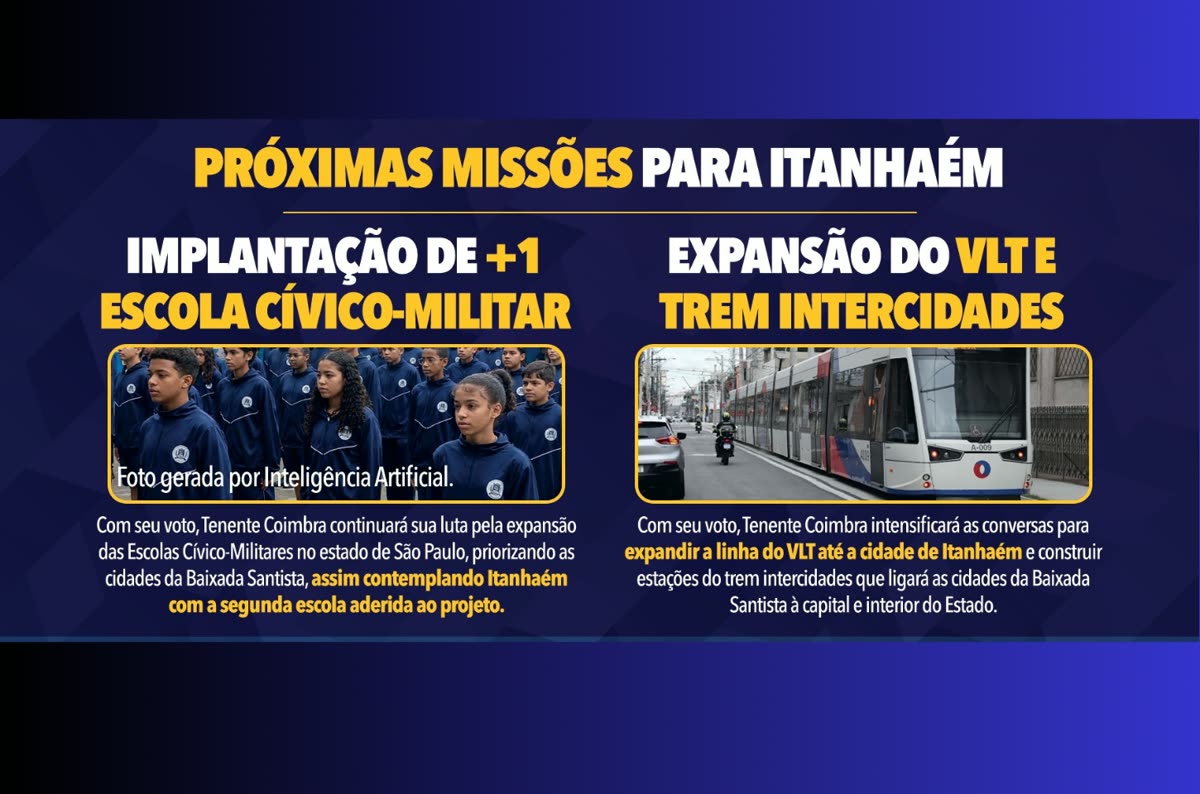 PRÓXIMAS MISSÕES PARA ITANHAÉM
IMPLANTAÇÃO DE +1
ESCOLA CÍVICO-MILITAR
Foto gerada por Inteligência Artificial.
Com seu voto, Tenente Coimbra continuará sua luta pela expansão
das Escolas Cívico-Militares no estado de São Paulo, priorizando as
cidades da Baixada Santista, assim contemplando Itanhaém
com a segunda escola aderida ao projeto.
EXPANSÃO DO VLT E
TREM INTERCIDADES
A-009
Com seu voto, Tenente Coimbra intensificará as conversas para
expandir a linha do VLT até a cidade de Itanhaém e construir
estações do trem intercidades que ligará as cidades da Baixada
Santista à capital e interior do Estado.